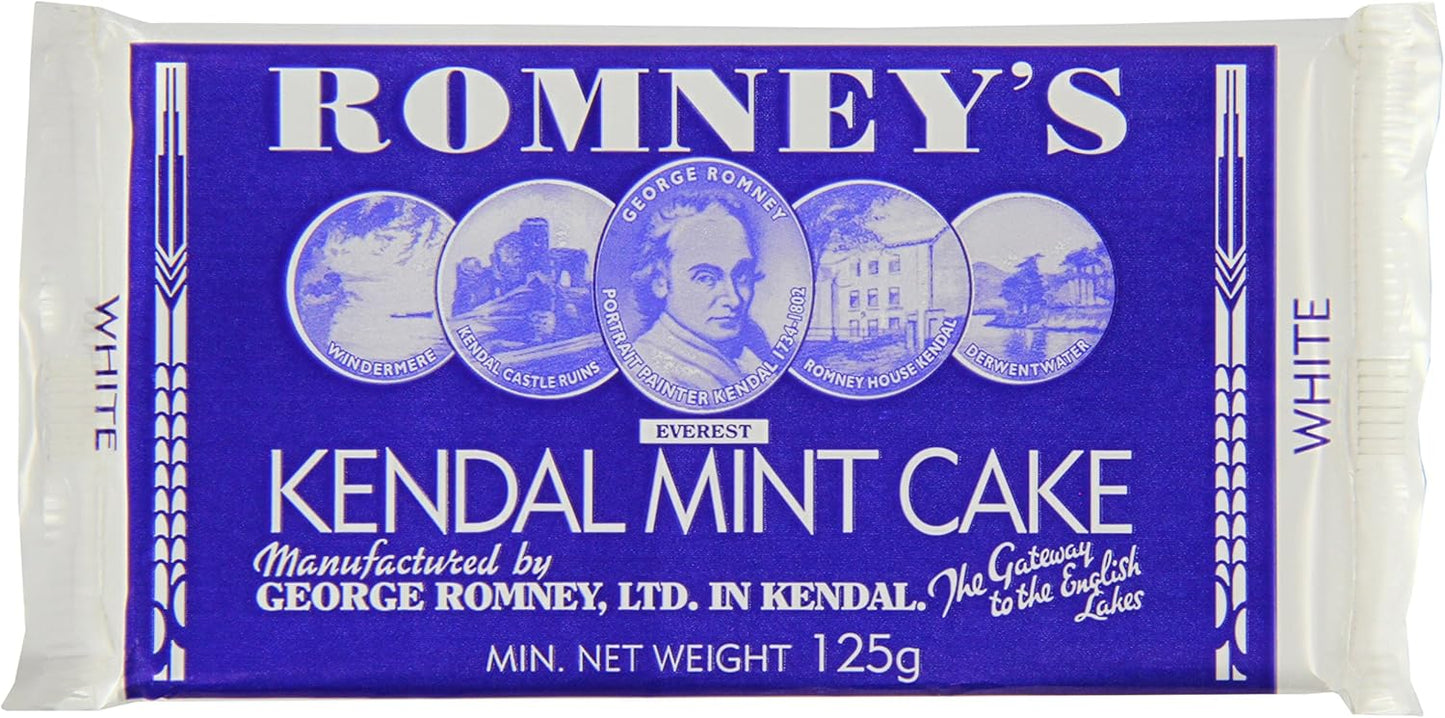 ROMNEY'S
GEORGE ROMNEY
PORTRAIT PAINTER KENDAL 1734-1802
WINDERMERE
KENDAL CASTLE RUINS
ROMNEY HOUSE KENDAL
DERWENTWATER
EVEREST
KENDAL MINT CAKE
Manufactured by
GEORGE ROMNEY, LTD. IN KENDAL.
The Gateway
to the English
Lakes
MIN. NET WEIGHT 125g
WHITE
WHITE